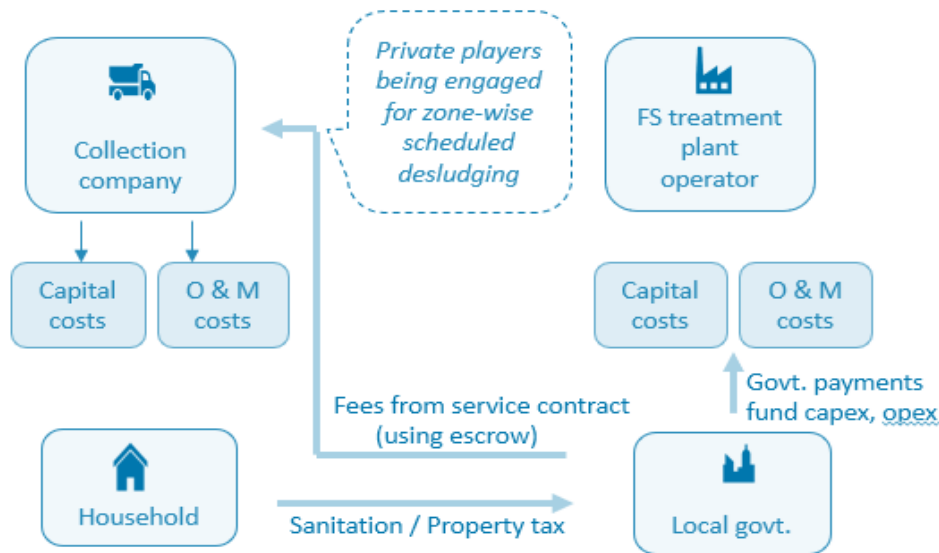 Collection
company
Private players
being engaged
for zone-wise
scheduled
desludging
FS treatment
plant
operator
Capital
costs
O & M
costs
Capital
costs
O & M
costs
Govt. payments
fund capex, opex
Fees from service contract
(using escrow)
Household
Sanitation / Property tax
Local govt.